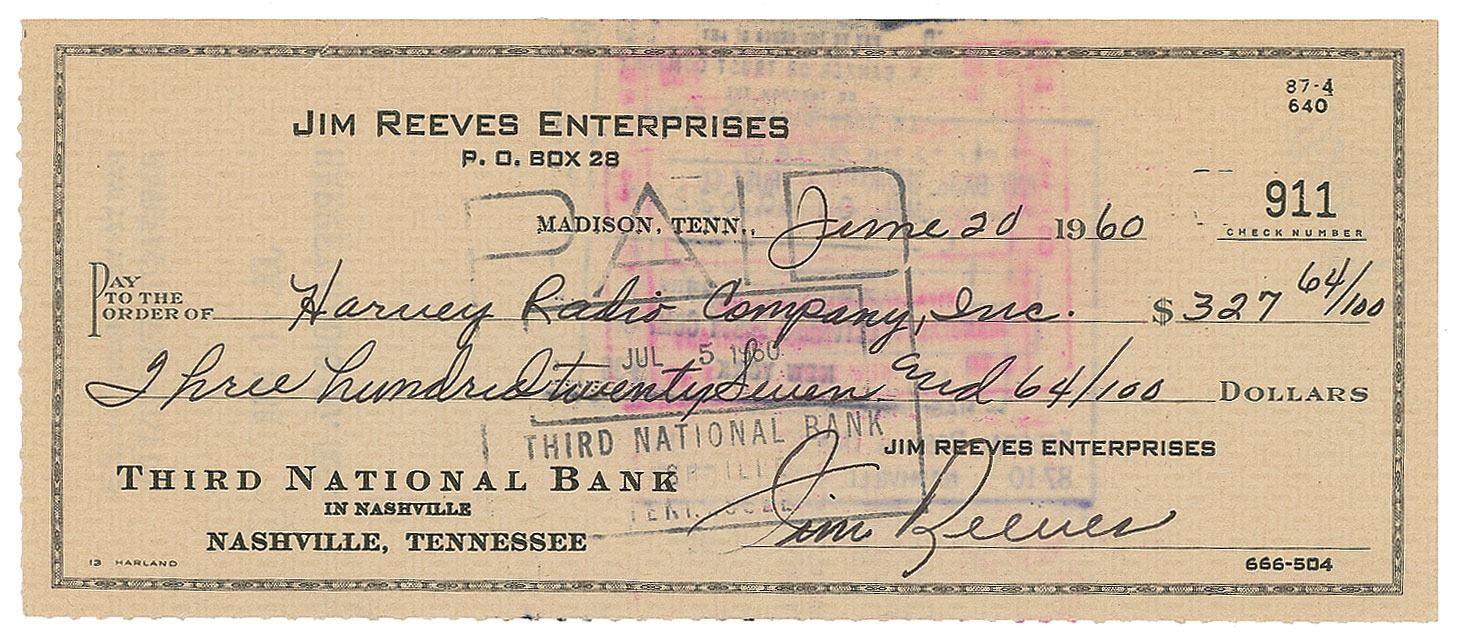 87-4
640
JIM REEVES ENTERPRISES
P. O. BOX 28
911
CHECK NUMBER
MADISON, TENN., June 20 1960
PAID
PAY TO THE ORDER OF Harvey Radio Company, Inc. $ 327 64/100
JUL 5 1960
Three hundred twenty Seven and 64/100 DOLLARS
THIRD NATIONAL BANK
JIM REEVES ENTERPRISES
THIRD NATIONAL BANK
IN NASHVILLE
NASHVILLE, TENNESSEE
Jim Reeves
13 HARLAND
666-504